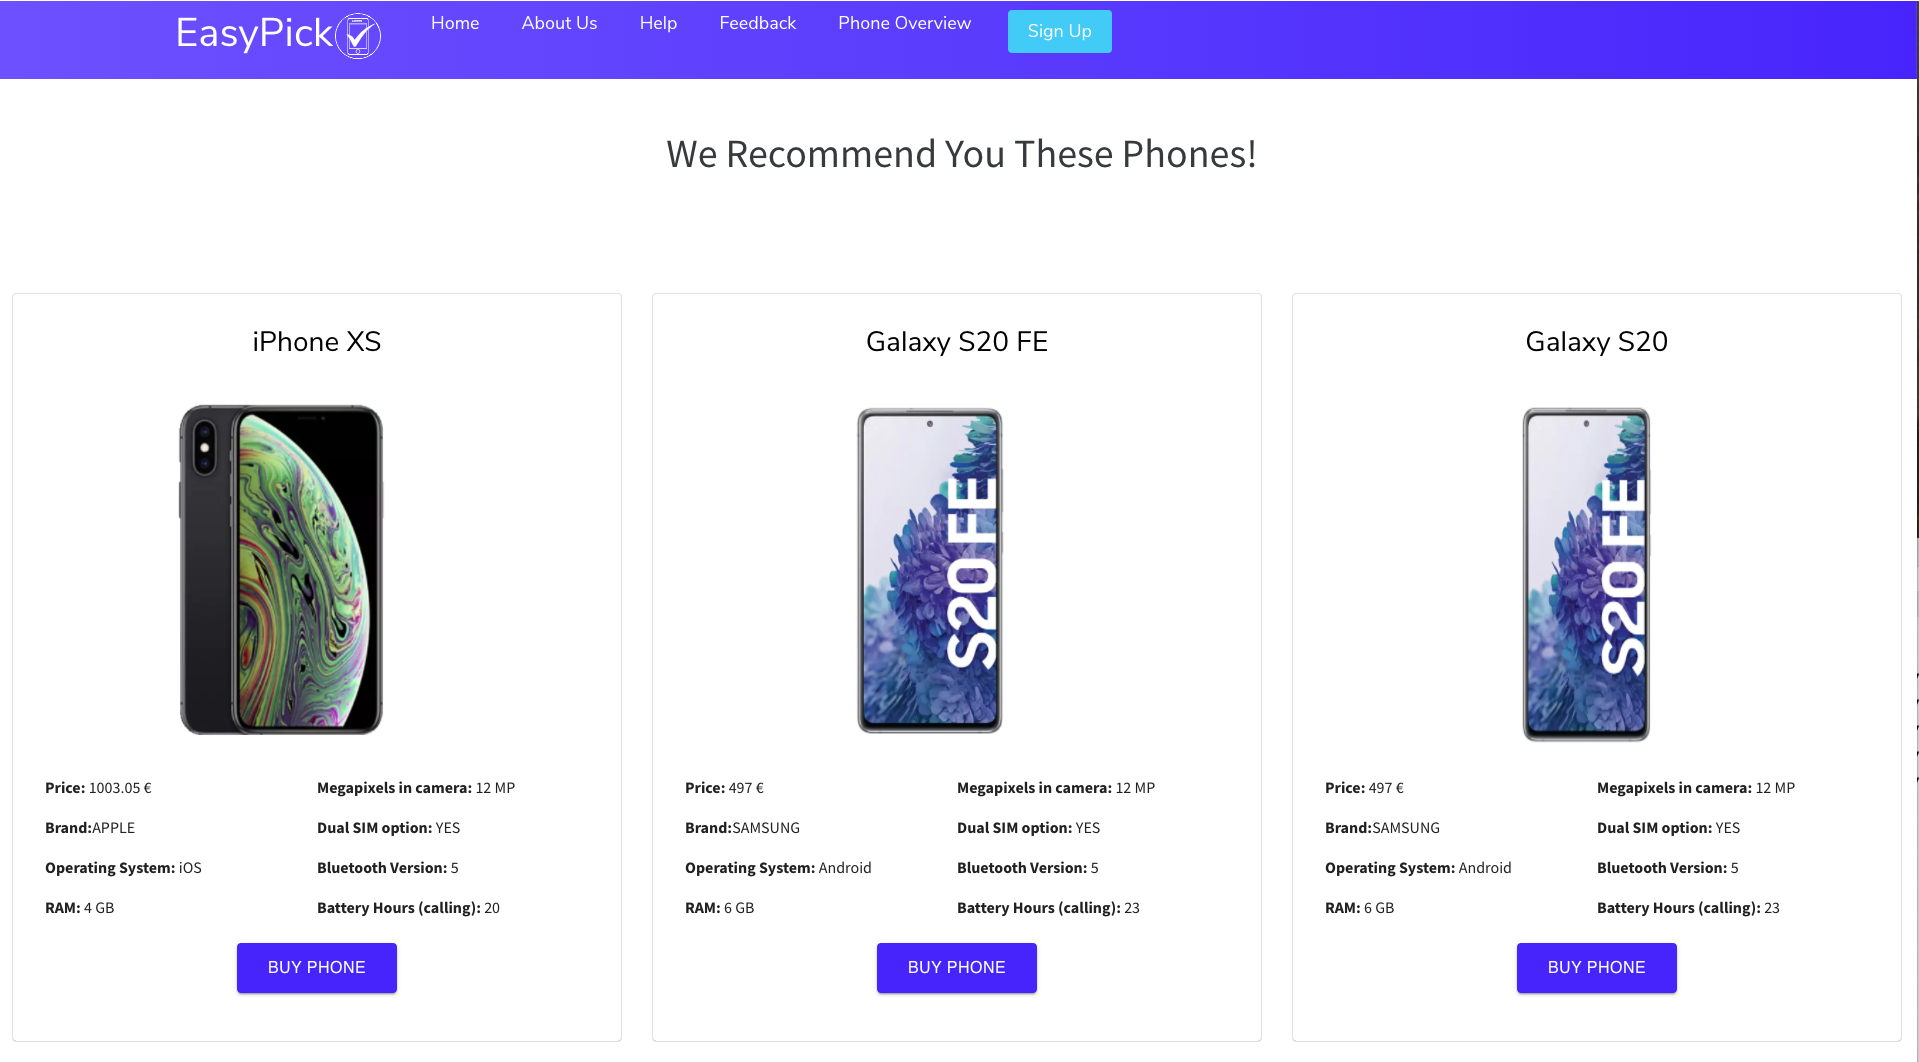 EasyPick
Home About Us Help Feedback Phone Overview Sign Up
We Recommend You These Phones!
iPhone XS
S20 FE
Price: 1003.05 €
Megapixels in camera: 12 MP
Brand:APPLE
Dual SIM option: YES
Operating System: iOS
Bluetooth Version: 5
RAM: 4 GB
Battery Hours (calling): 20
BUY PHONE
Galaxy S20 FE
S20 FE
Price: 497 €
Megapixels in camera: 12 MP
Brand:SAMSUNG
Dual SIM option: YES
Operating System: Android
Bluetooth Version: 5
RAM: 6 GB
Battery Hours (calling): 23
BUY PHONE
Galaxy S20
Price: 497 €
Megapixels in camera: 12 MP
Brand:SAMSUNG
Dual SIM option: YES
Operating System: Android
Bluetooth Version: 5
RAM: 6 GB
Battery Hours (calling): 23
BUY PHONE